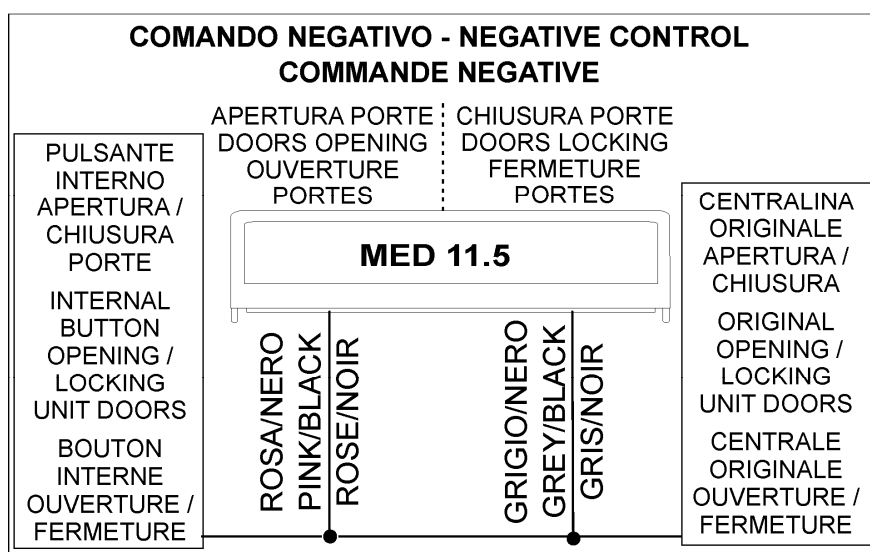 COMANDO NEGATIVO - NEGATIVE CONTROL
COMMANDE NEGATIVE
APERTURA PORTE
DOORS OPENING
OUVERTURE
PORTES
CHIUSURA PORTE
DOORS LOCKING
FERMETURE
PORTES
PULSANTE
INTERNO
APERTURA /
CHIUSURA
PORTE
INTERNAL
BUTTON
OPENING /
LOCKING
UNIT DOORS
BOUTON
INTERNE
OUVERTURE /
FERMETURE
MED 11.5
ROSA/NERO
PINK/BLACK
ROSE/NOIR
GRIGIO/NERO
GREY/BLACK
GRIS/NOIR
CENTRALINA
ORIGINALE
APERTURA /
CHIUSURA
ORIGINAL
OPENING /
LOCKING
UNIT DOORS
CENTRALE
ORIGINALE
OUVERTURE /
FERMETURE